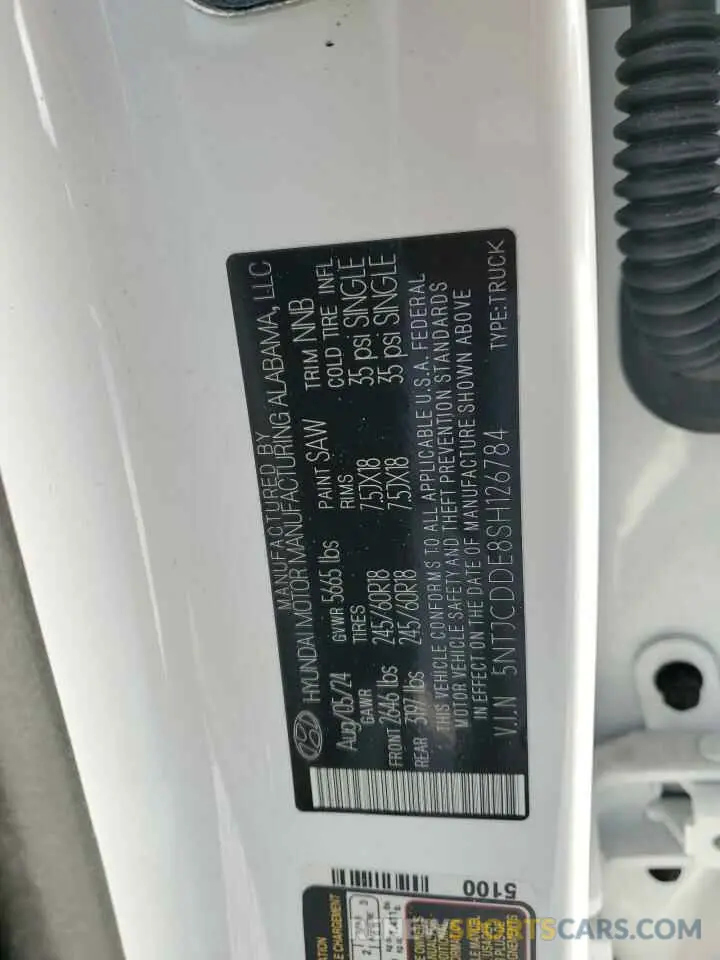 MANUFACTURED BY
HYUNDAI MOTOR MANUFACTURING ALABAMA, LLC
Aug/05/24 GVWR 5665 lbs PAINT SAW TRIM NNB
GAWR TIRES RIMS COLD TIRE INFL
FRONT 2646 lbs 245/60R18 7.5JX18 35 psi SINGLE
REAR 3197 lbs 245/60R18 7.5JX18 35 psi SINGLE
THIS VEHICLE CONFORMS TO ALL APPLICABLE U.S.A. FEDERAL
MOTOR VEHICLE SAFETY AND THEFT PREVENTION STANDARDS
IN EFFECT ON THE DATE OF MANUFACTURE SHOWN ABOVE
V.I.N 5NTJCDDE8SH126784 TYPE:TRUCK
5100
E CHARGEMENT
SPORTSCARS.COM